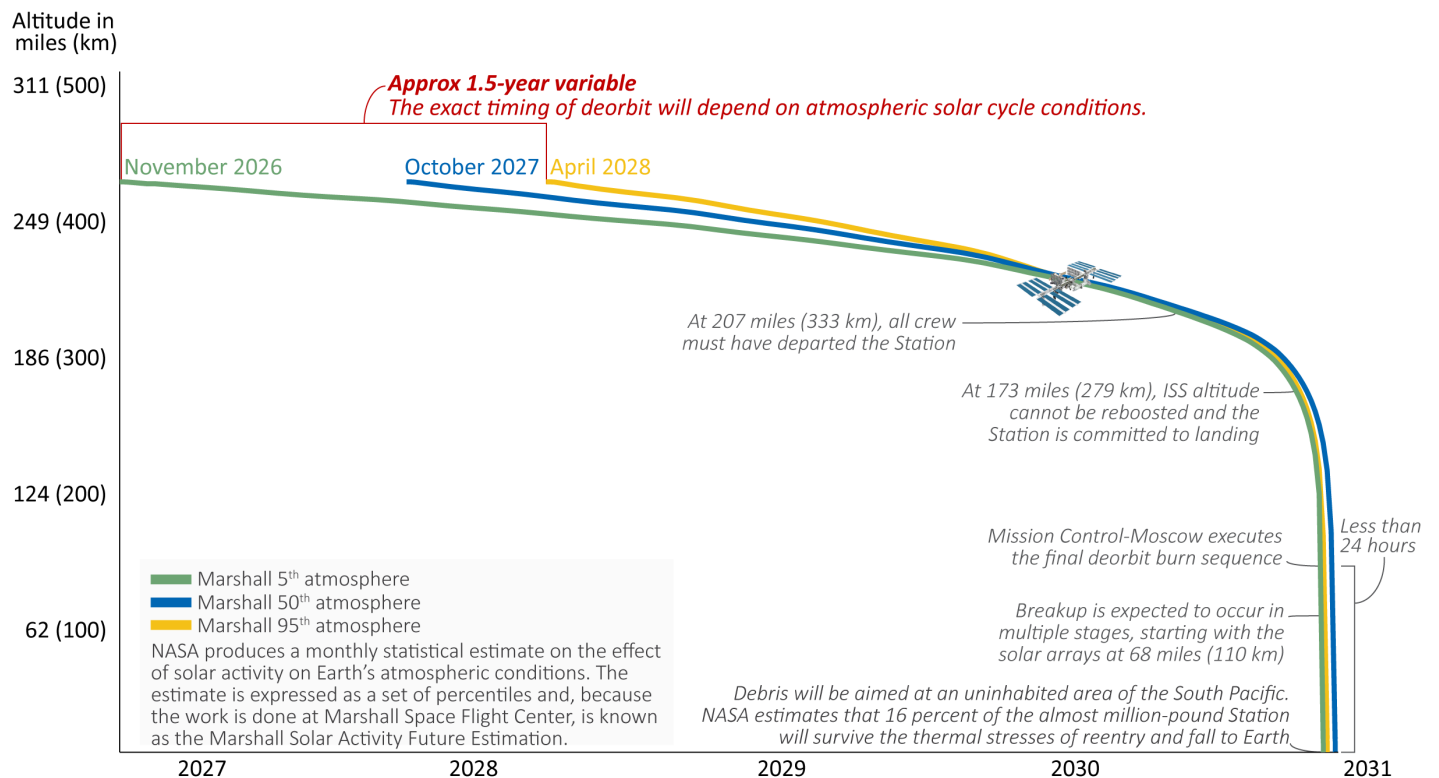 Altitude in
miles (km)
311 (500)
Approx 1.5-year variable
The exact timing of deorbit will depend on atmospheric solar cycle conditions.
November 2026
October 2027
April 2028
249 (400)
At 207 miles (333 km), all crew
must have departed the Station
186 (300)
At 173 miles (279 km), ISS altitude
cannot be reboosted and the
Station is committed to landing
124 (200)
Mission Control-Moscow executes
the final deorbit burn sequence
Less than
24 hours
62 (100)
Breakup is expected to occur in
multiple stages, starting with the
solar arrays at 68 miles (110 km)
Debris will be aimed at an uninhabited area of the South Pacific.
NASA estimates that 16 percent of the almost million-pound Station
will survive the thermal stresses of reentry and fall to Earth
Marshall 5th atmosphere
Marshall 50th atmosphere
Marshall 95th atmosphere
NASA produces a monthly statistical estimate on the effect
of solar activity on Earth's atmospheric conditions. The
estimate is expressed as a set of percentiles and, because
the work is done at Marshall Space Flight Center, is known
as the Marshall Solar Activity Future Estimation.
2027
2028
2029
2030
2031